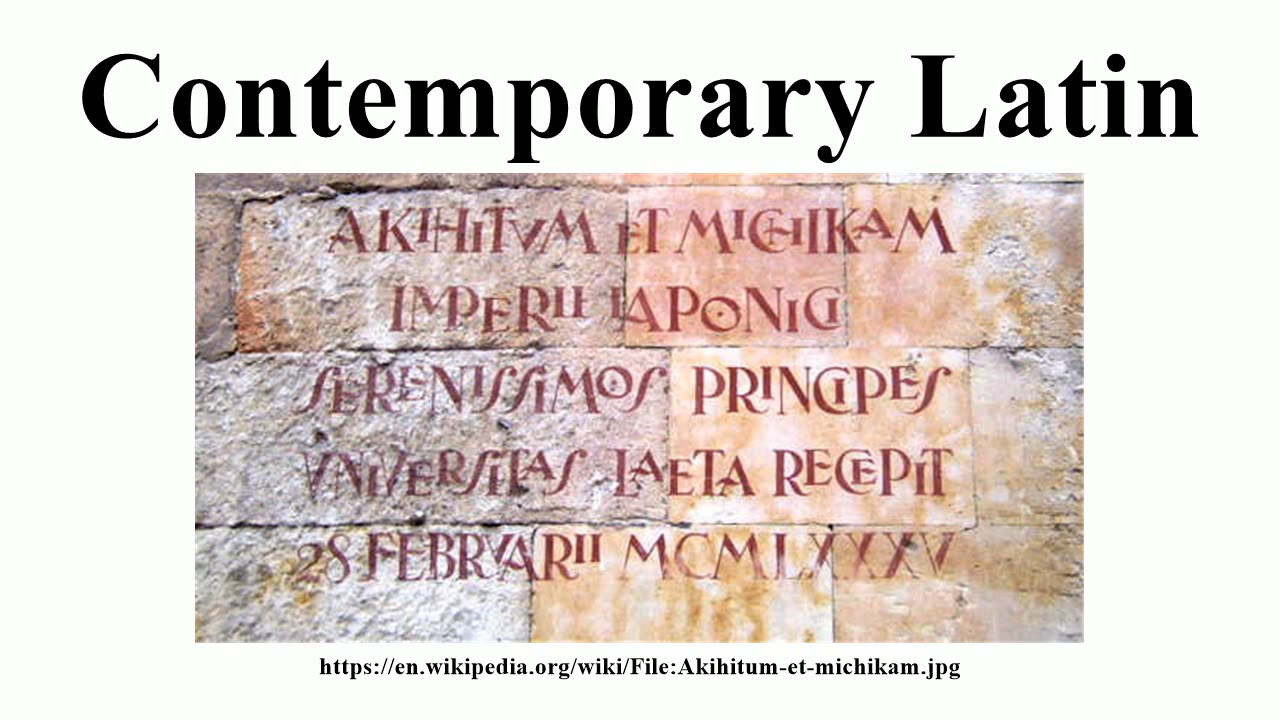 Contemporary Latin
AKIHITVM ET MICHIKAM
IMPERII IAPONICI
SERENISSIMOS PRINCIPES
VNIVERSITAS LAETA RECEPIT
28 FEBRVARII MCMLXXXV
https://en.wikipedia.org/wiki/File:Akihitum-et-michikam.jpg